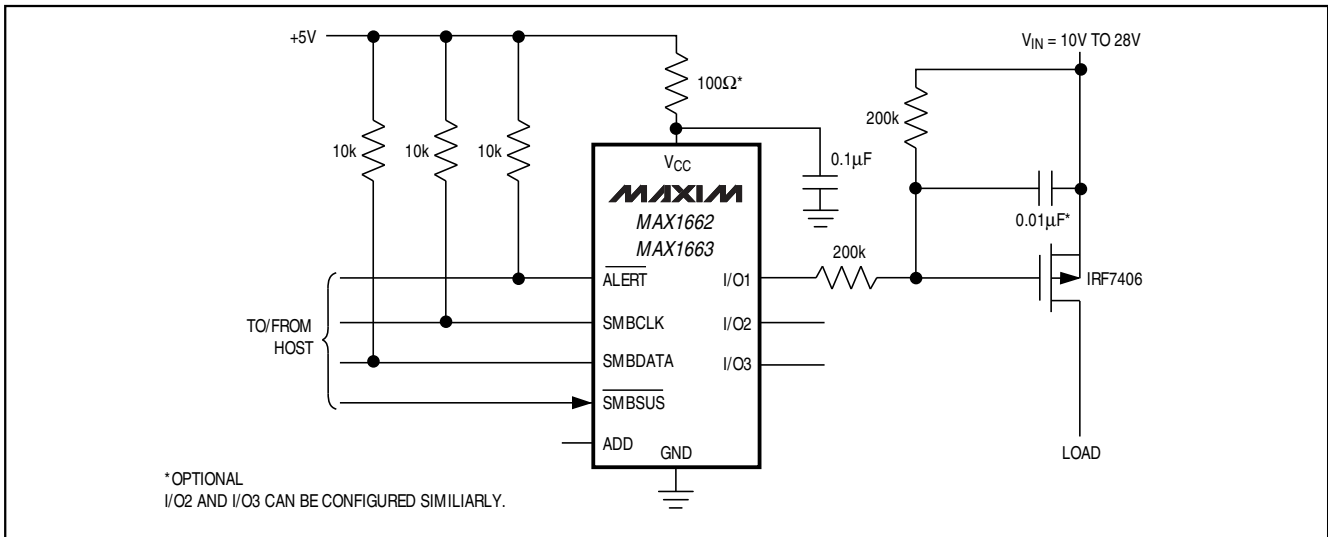 +5V
V_IN = 10V TO 28V
100Ω*
200k
10k
10k
10k
V_CC
0.1μF
MAXIM
0.01μF*
MAX1662
MAX1663
200k
ALERT
I/O1
IRF7406
TO/FROM
HOST
SMBCLK
I/O2
SMBDATA
I/O3
SMBSUS
ADD
GND
LOAD
*OPTIONAL
I/O2 AND I/O3 CAN BE CONFIGURED SIMILIARLY.